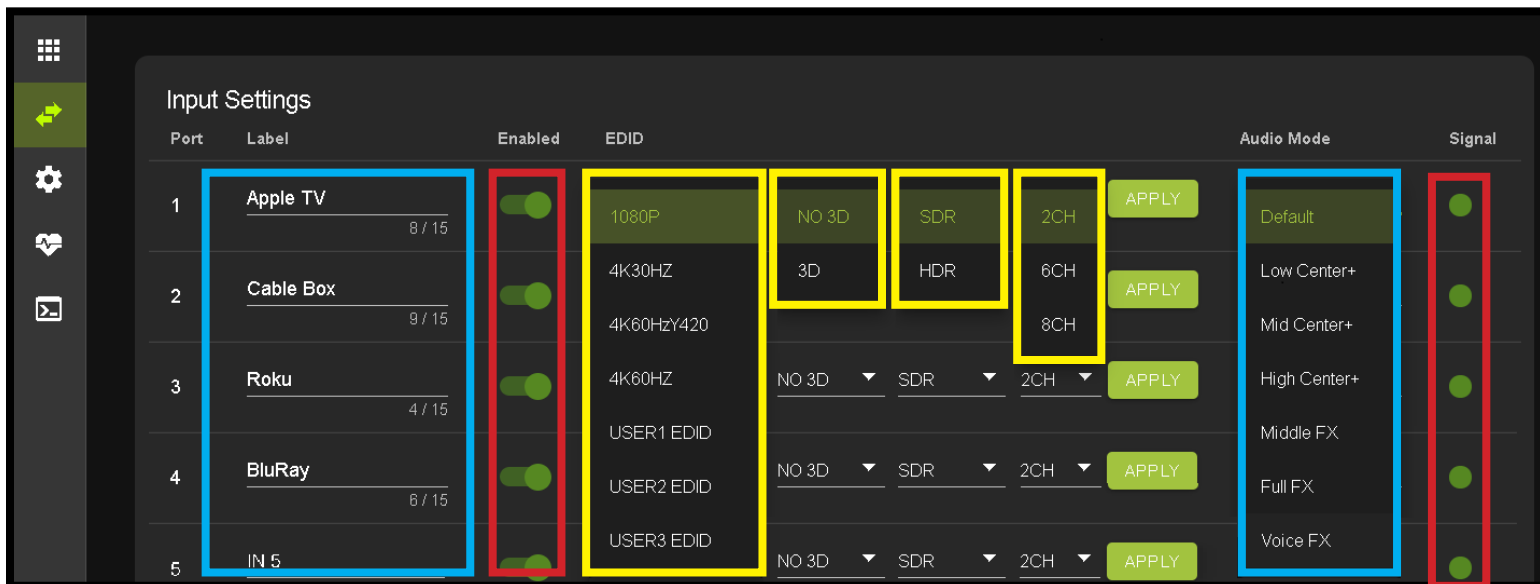 Input Settings
Port Label Enabled EDID Audio Mode Signal
1 Apple TV 1080P NO 3D SDR 2CH APPLY Default
8 / 15
4K30HZ 3D HDR 6CH Low Center+
2 Cable Box APPLY
9 / 15
4K60HzY420 8CH Mid Center+
3 Roku 4K60HZ NO 3D SDR 2CH APPLY High Center+
4 / 15
USER1 EDID Middle FX
4 BluRay NO 3D SDR 2CH APPLY
6 / 15
USER2 EDID Full FX
USER3 EDID Voice FX
5 IN 5 NO 3D SDR 2CH APPLY